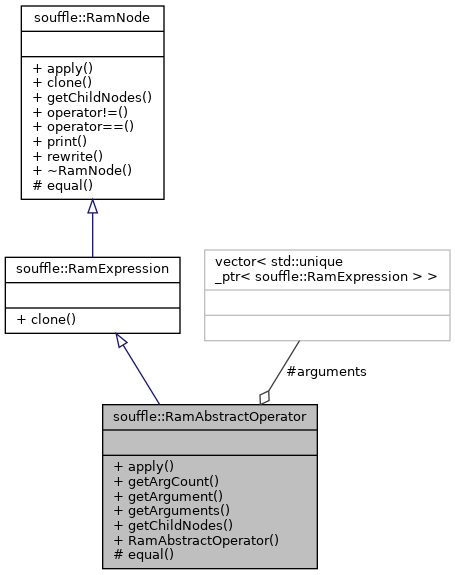 souffle::RamNode
+ apply()
+ clone()
+ getChildNodes()
+ operator!=()
+ operator==()
+ print()
+ rewrite()
+ ~RamNode()
# equal()
souffle::RamExpression
+ clone()
vector< std::unique
_ptr< souffle::RamExpression > >
#arguments
souffle::RamAbstractOperator
+ apply()
+ getArgCount()
+ getArgument()
+ getArguments()
+ getChildNodes()
+ RamAbstractOperator()
# equal()